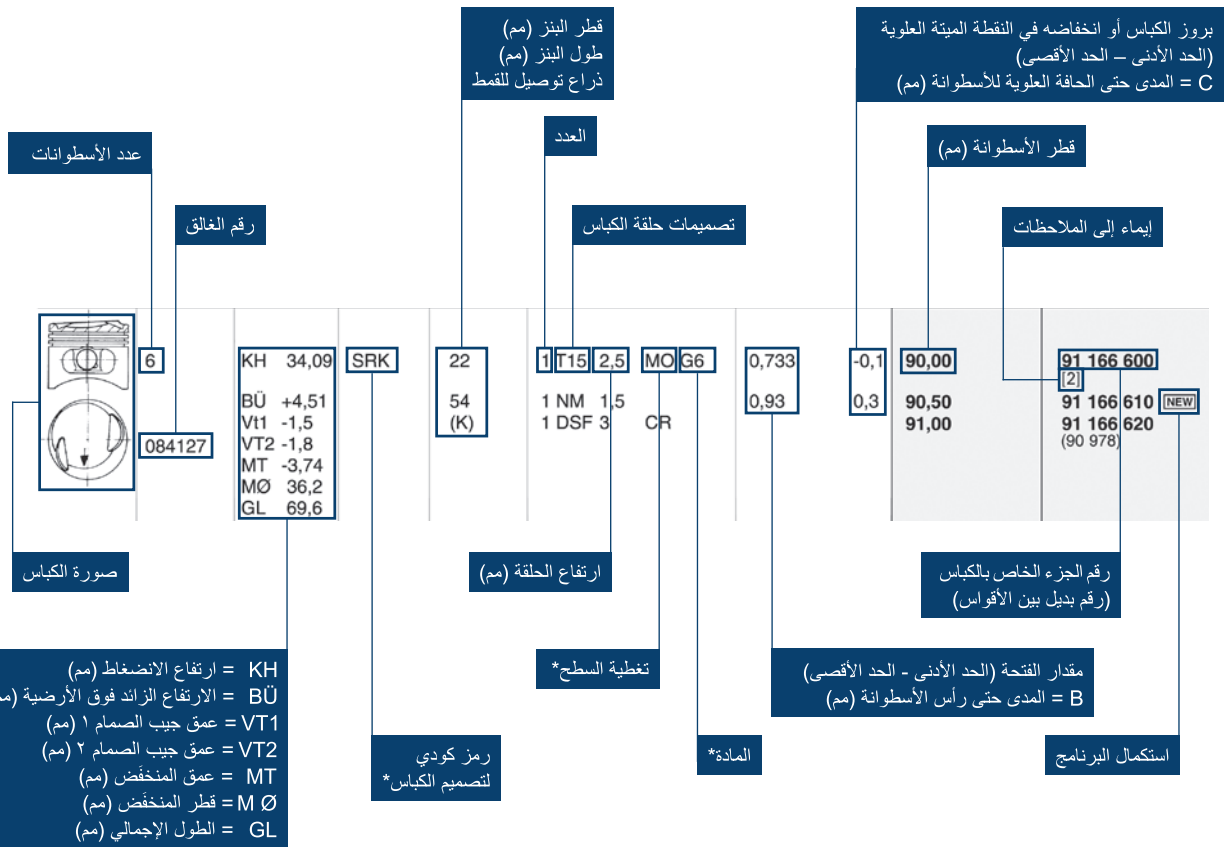 قطر البنز (مم)
طول البنز (مم)
ذراع توصيل للقمط
بروز الكباس أو انخفاضه في النقطة الميتة العلوية
(الحد الأدنى – الحد الأقصى)
C = المدى حتى الحافة العلوية للأسطوانة (مم)
عدد الأسطوانات
العدد
قطر الأسطوانة (مم)
رقم الغالق
تصميمات حلقة الكباس
إيماء إلى الملاحظات
6
084127
KH 34,09
BÜ +4,51
Vt1 -1,5
VT2 -1,8
MT -3,74
MØ 36,2
GL 69,6
SRK
22
54
(K)
1 T15 2,5 MO G6
1 NM 1,5
1 DSF 3 CR
0,733
0,93
-0,1
0,3
90,00
90,50
91,00
91 166 600
[2]
91 166 610 NEW
91 166 620
(90 978)
صورة الكباس
ارتفاع الحلقة (مم)
رقم الجزء الخاص بالكباس
(رقم بديل بين الأقواس)
KH = ارتفاع الانضغاط (مم)
BÜ = الارتفاع الزائد فوق الأرضية (مم
VT1 = عمق جيب الصمام ١ (مم)
VT2 = عمق جيب الصمام ٢ (مم)
MT = عمق المنخفَض (مم)
M Ø = قطر المنخفَض (مم)
GL = الطول الإجمالي (مم)
تغطية السطح*
مقدار الفتحة (الحد الأدنى - الحد الأقصى)
B = المدى حتى رأس الأسطوانة (مم)
رمز كودي
لتصميم الكباس*
المادة*
استكمال البرنامج